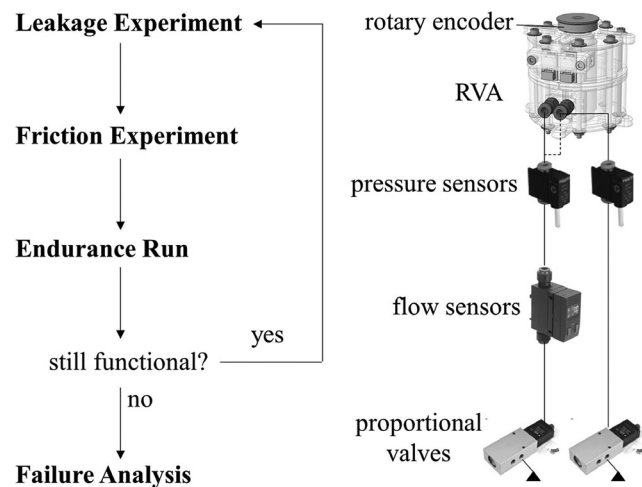 Leakage Experiment
Friction Experiment
Endurance Run
still functional?
yes
no
Failure Analysis
rotary encoder
RVA
pressure sensors
flow sensors
proportional
valves